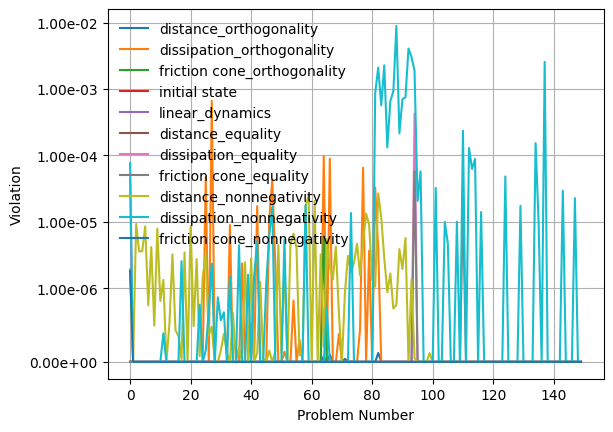 1.00e-02
1.00e-03
1.00e-04
1.00e-05
1.00e-06
0.00e+00
Violation
distance_orthogonality
dissipation_orthogonality
friction cone_orthogonality
initial state
linear_dynamics
distance_equality
dissipation_equality
friction cone_equality
distance_nonnegativity
dissipation_nonnegativity
friction cone_nonnegativity
0 20 40 60 80 100 120 140
Problem Number